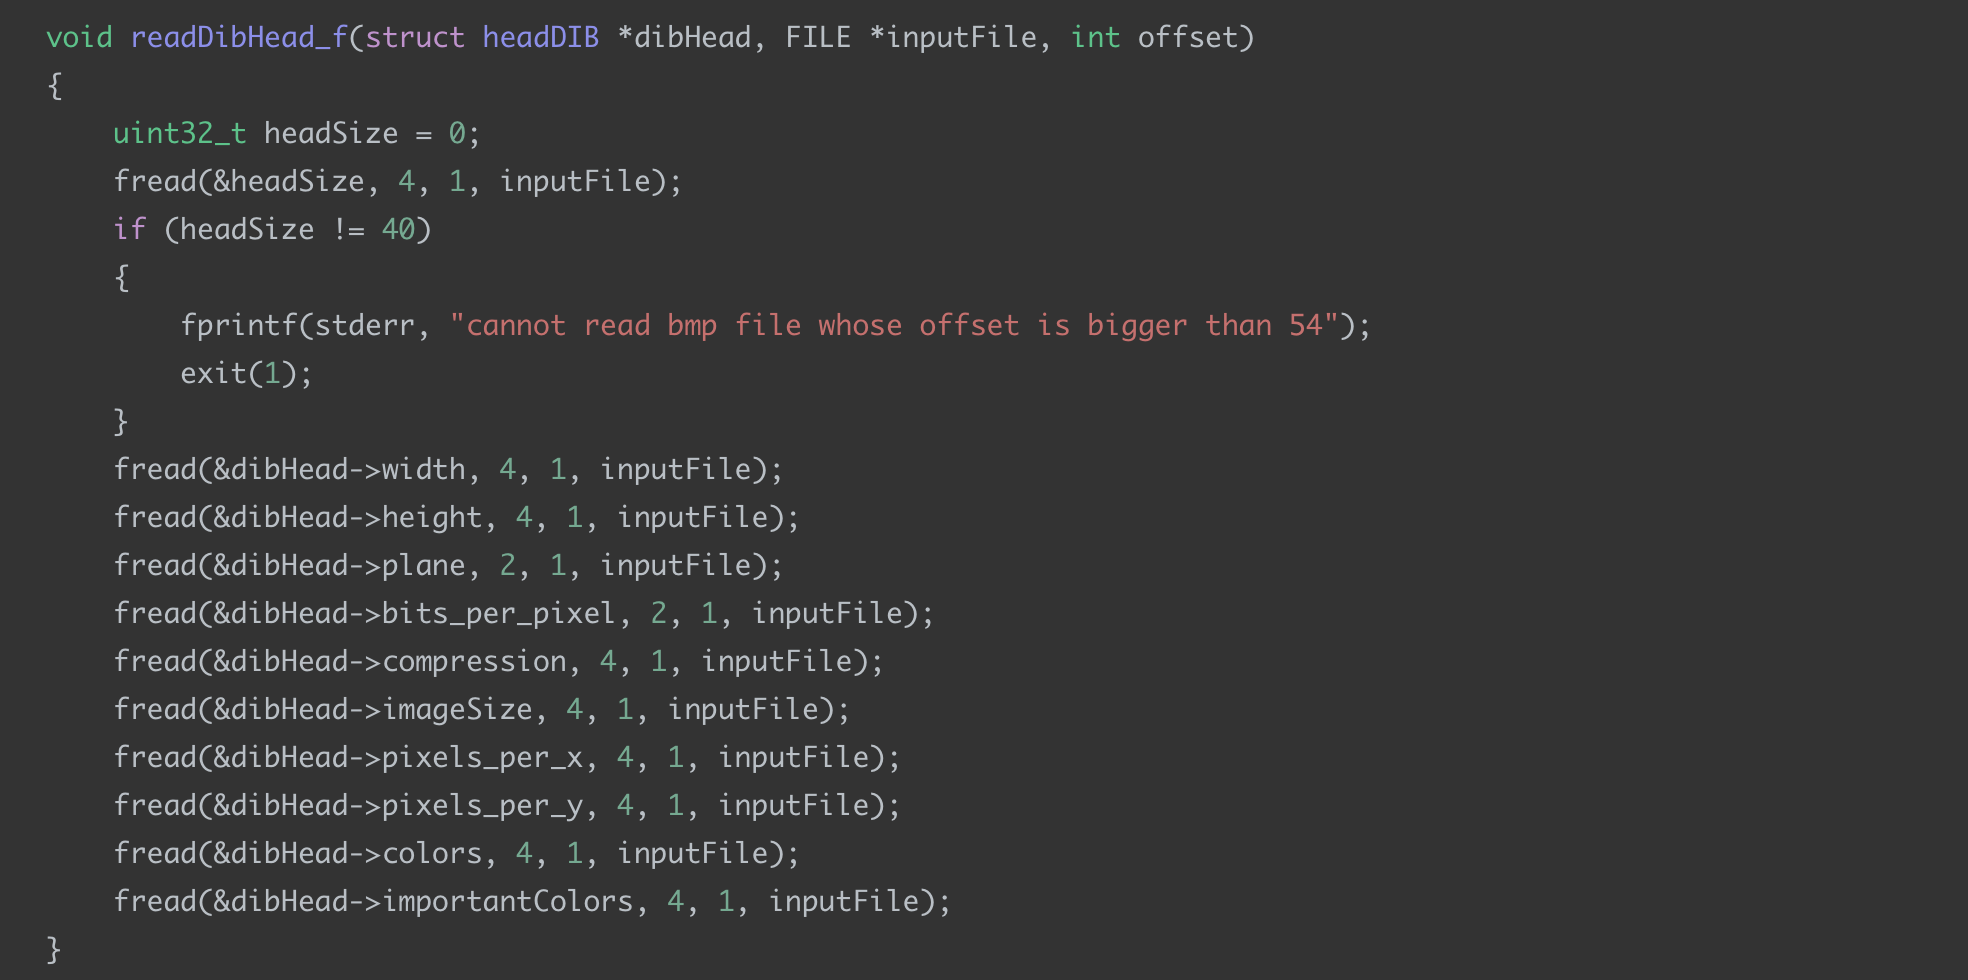 void readDibHead_f(struct headDIB *dibHead, FILE *inputFile, int offset)
{
    uint32_t headSize = 0;
    fread(&headSize, 4, 1, inputFile);
    if (headSize != 40)
    {
        fprintf(stderr, "cannot read bmp file whose offset is bigger than 54");
        exit(1);
    }
    fread(&dibHead->width, 4, 1, inputFile);
    fread(&dibHead->height, 4, 1, inputFile);
    fread(&dibHead->plane, 2, 1, inputFile);
    fread(&dibHead->bits_per_pixel, 2, 1, inputFile);
    fread(&dibHead->compression, 4, 1, inputFile);
    fread(&dibHead->imageSize, 4, 1, inputFile);
    fread(&dibHead->pixels_per_x, 4, 1, inputFile);
    fread(&dibHead->pixels_per_y, 4, 1, inputFile);
    fread(&dibHead->colors, 4, 1, inputFile);
    fread(&dibHead->importantColors, 4, 1, inputFile);
}